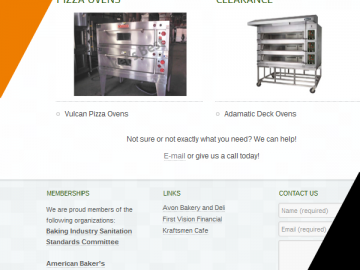 PIZZA OVENS
CLEARANCE
Vulcan Pizza Ovens
Adamatic Deck Ovens
Not sure or not exactly what you need? We can help!
E-mail or give us a call today!
MEMBERSHIPS
LINKS
CONTACT US
We are proud members of the
following organizations:
Baking Industry Sanitation
Standards Committee
American Baker's
Avon Bakery and Deli
First Vision Financial
Kraftsmen Cafe
Name (required)
Email (required)